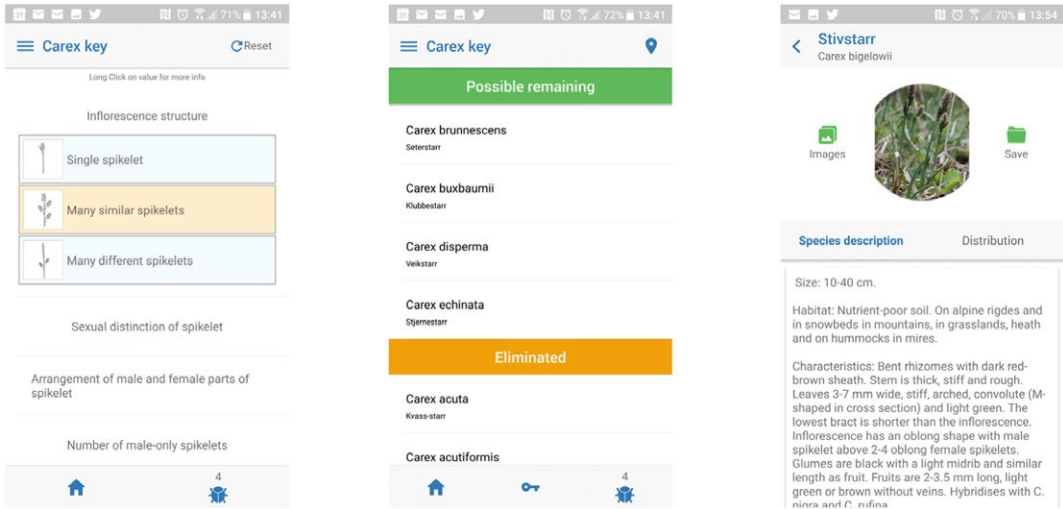 31 71% 13:41
Carex key
Reset
Long Click on value for more info
Inflorescence structure
Single spikelet
Many similar spikelets
Many different spikelets
Sexual distinction of spikelet
Arrangement of male and female parts of
spikelet
Number of male-only spikelets
4
31 72% 13:41
Carex key
Possible remaining
Carex brunnescens
Seterstarr
Carex buxbaumii
Klubbestarr
Carex disperma
Veikstarr
Carex echinata
Stjernestarr
Eliminated
Carex acuta
Kvass-starr
Carex acutiformis
4
70% 13:54
Stivstarr
Carex bigelowii
Images
Save
Species description Distribution
Size: 10-40 cm.
Habitat: Nutrient-poor soil. On alpine rigdes and
in snowbeds in mountains, in grasslands, heath
and on hummocks in mires.
Characteristics: Bent rhizomes with dark red-
brown sheath. Stem is thick, stiff and rough.
Leaves 3-7 mm wide, stiff, arched, convolute (M-
shaped in cross section) and light green. The
lowest bract is shorter than the inflorescence.
Inflorescence has an oblong shape with male
spikelet above 2-4 oblong female spikelets.
Glumes are black with a light midrib and similar
length as fruit. Fruits are 2-3.5 mm long, light
green or brown without veins. Hybridises with C.
nigra and C. rufina